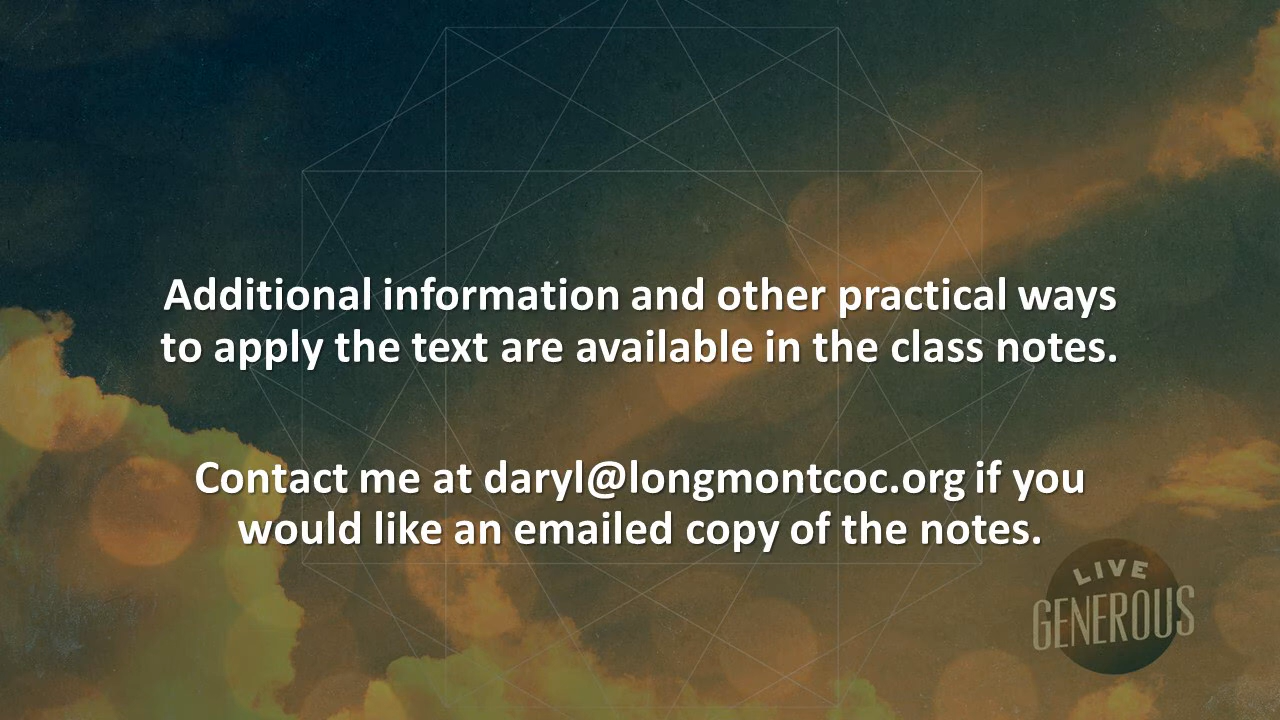 Additional information and other practical ways
to apply the text are available in the class notes.
Contact me at daryl@longmontcoc.org if you
would like an emailed copy of the notes.
LIVE
GENEROUS